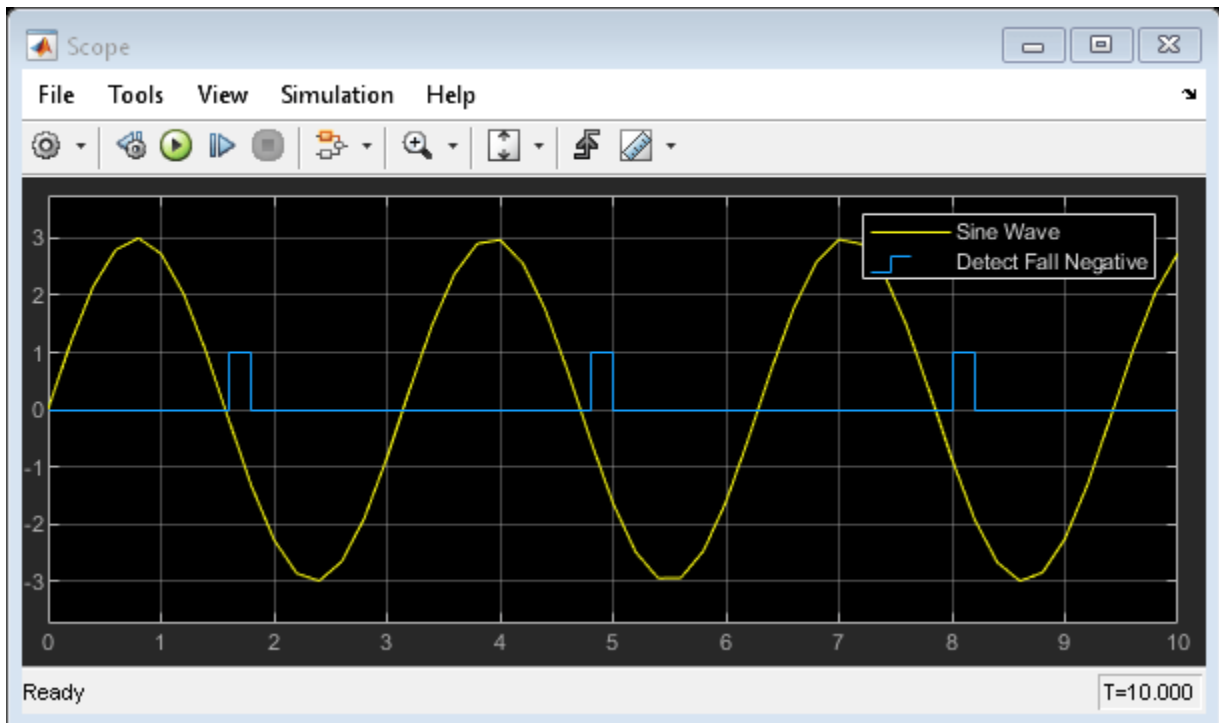 Scope
File Tools View Simulation Help
Sine Wave
Detect Fall Negative
3
2
1
0
-1
-2
-3
0 1 2 3 4 5 6 7 8 9 10
Ready T=10.000